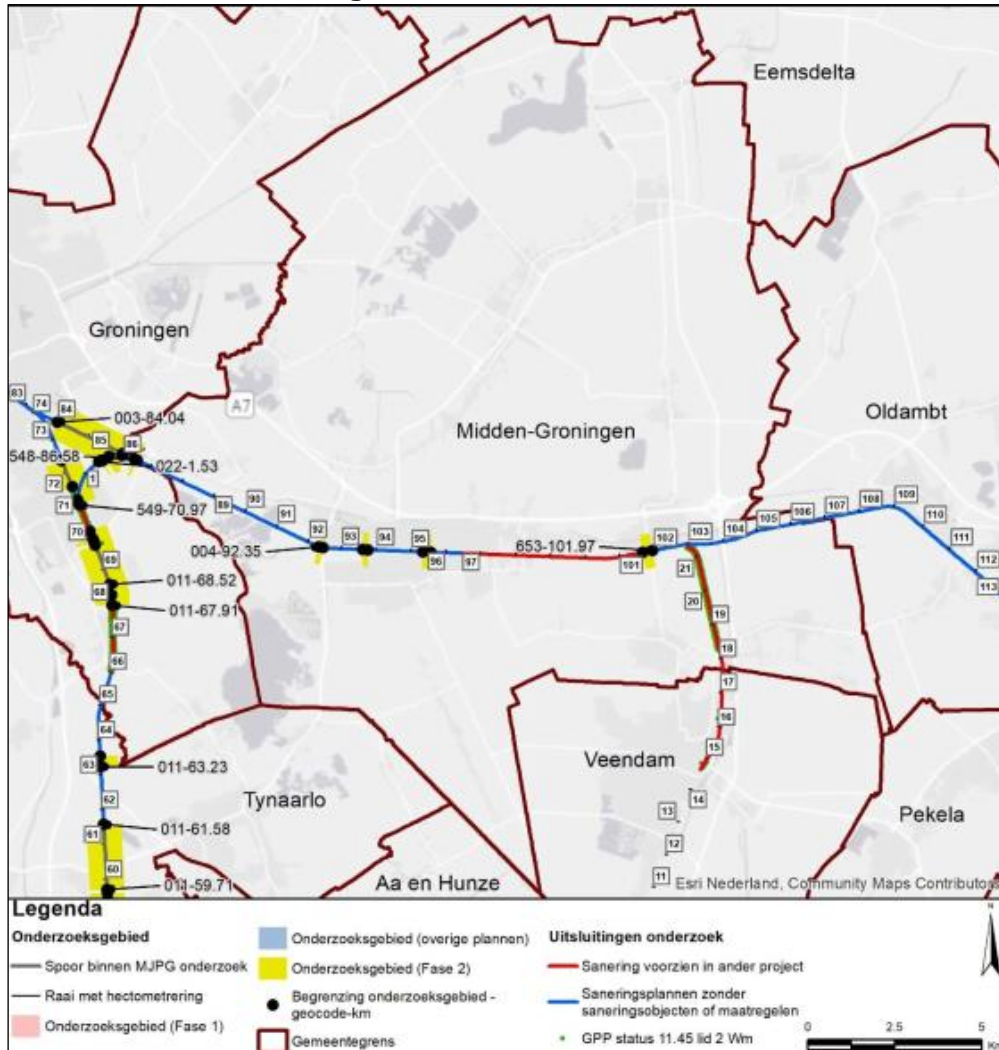 Eemsdelta
Groningen
A7
Midden-Groningen
Oldambt
83
74
84
003-84.04
73
85
86
548-86.58
022-1.53
1
72
71
549-70.97
89
90
91
92
93
94
95
96
97
004-92.35
653-101.97
101
102
103
104
105
106
107
108
109
110
111
112
113
70
69
011-68.52
68
011-67.91
67
66
65
64
63
011-63.23
62
61
011-61.58
60
011-59.71
21
20
19
18
17
16
15
14
13
12
11
Veendam
Tynaarlo
Pekela
Aa en Hunze
Esri Nederland, Community Maps Contributors
Legenda
Onderzoeksgebied
Spoor binnen MJPG onderzoek
Raai met hectometrering
Onderzoeksgebied (Fase 1)
Onderzoeksgebied (overige plannen)
Onderzoeksgebied (Fase 2)
Begrenzing onderzoeksgebied -
geocode-km
Gemeentegrens
Uitsluitingen onderzoek
Sanering voorzien in ander project
Saneringsplannen zonder
saneringsobjecten of maatregelen
GPP status 11.45 lid 2 Wm
N
0 2.5 5